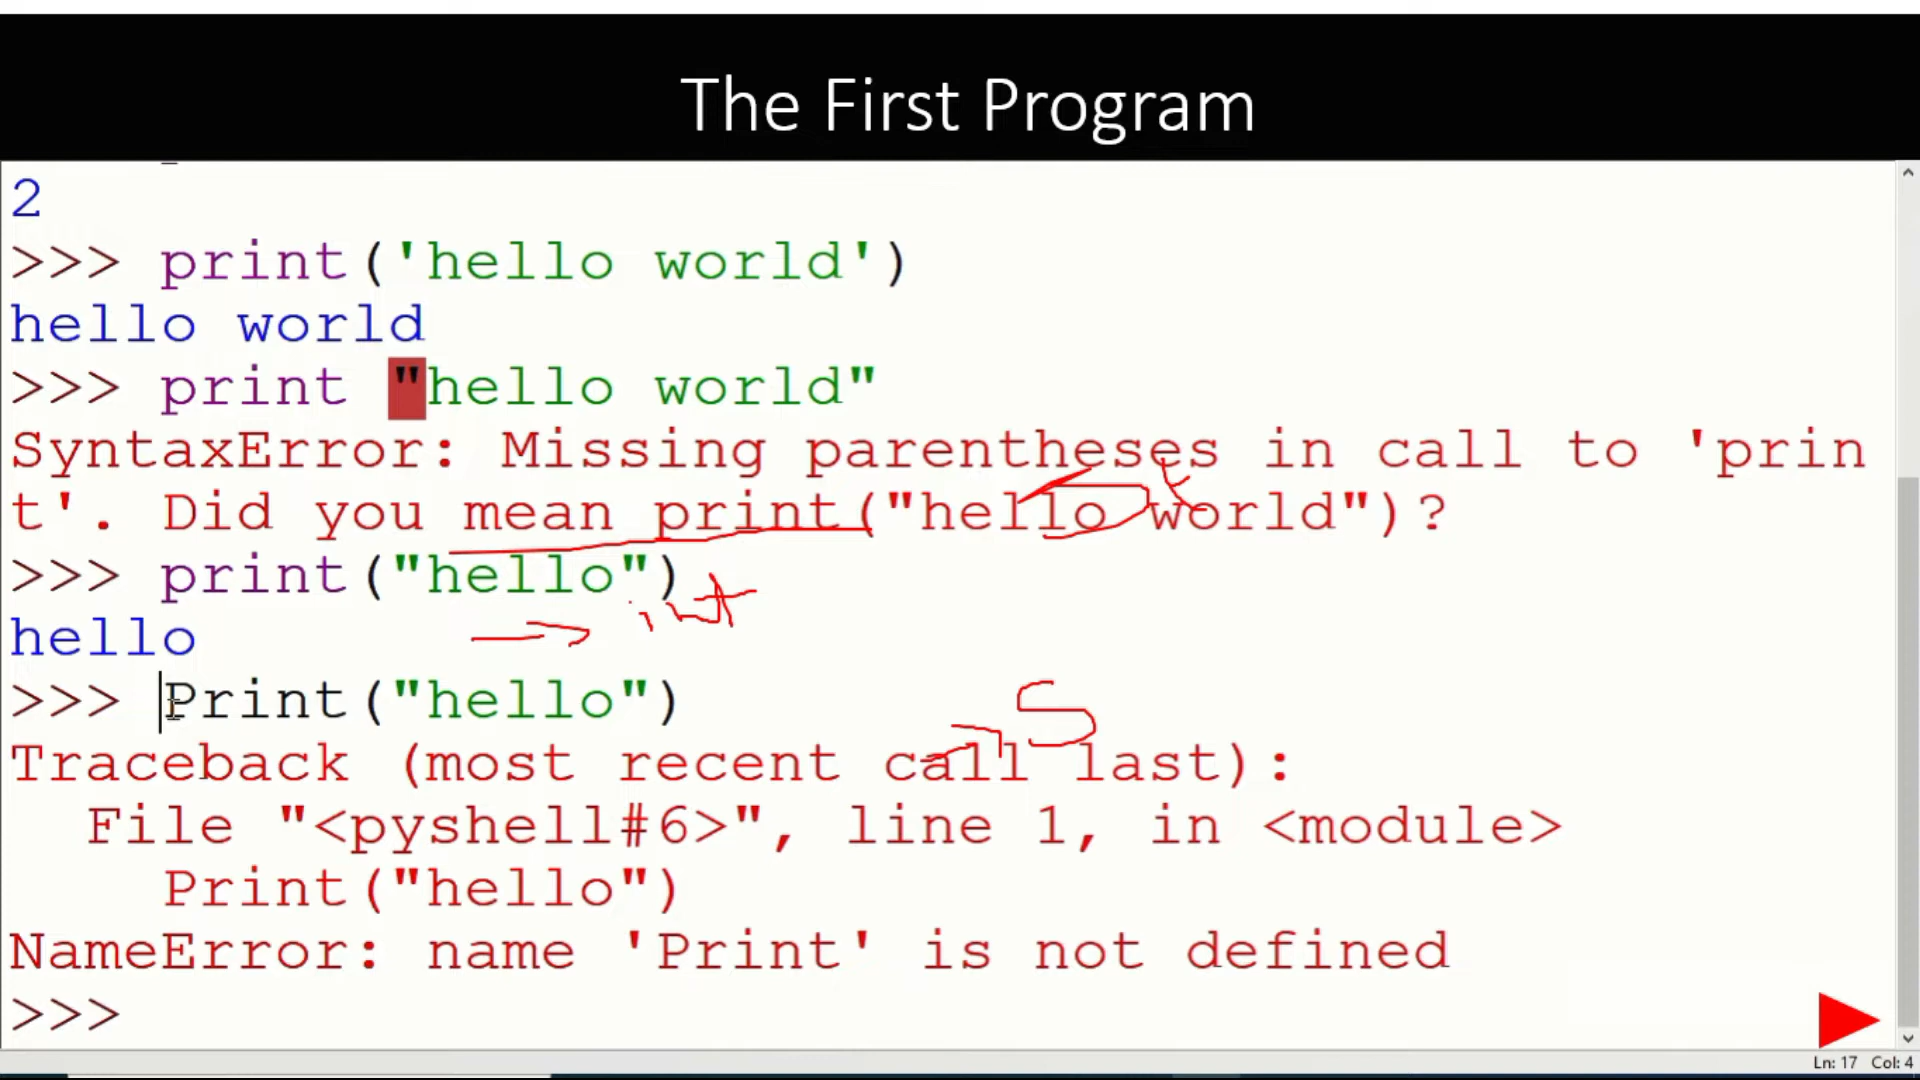 The First Program
2
>>> print('hello world')
hello world
>>> print "hello world"
SyntaxError: Missing parentheses in call to 'prin
t'. Did you mean print("hello world")?
>>> print("hello")
int
hello
>>> Print("hello")
S
Traceback (most recent call last):
File "<pyshell#6>", line 1, in <module>
Print("hello")
NameError: name 'Print' is not defined
>>>
Ln: 17 Col: 4